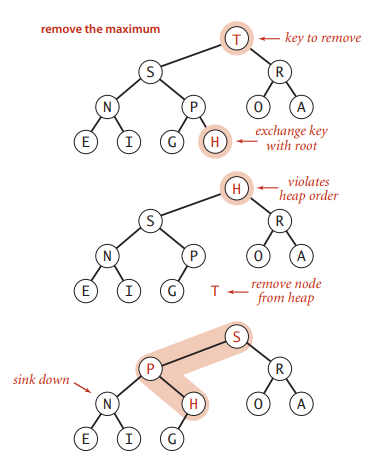 remove the maximum
T
key to remove
S
R
N
P
O
A
E
I
G
H
exchange key
with root
H
violates
heap order
S
R
N
P
O
A
E
I
G
T
remove node
from heap
S
P
R
sink down
N
H
O
A
E
I
G